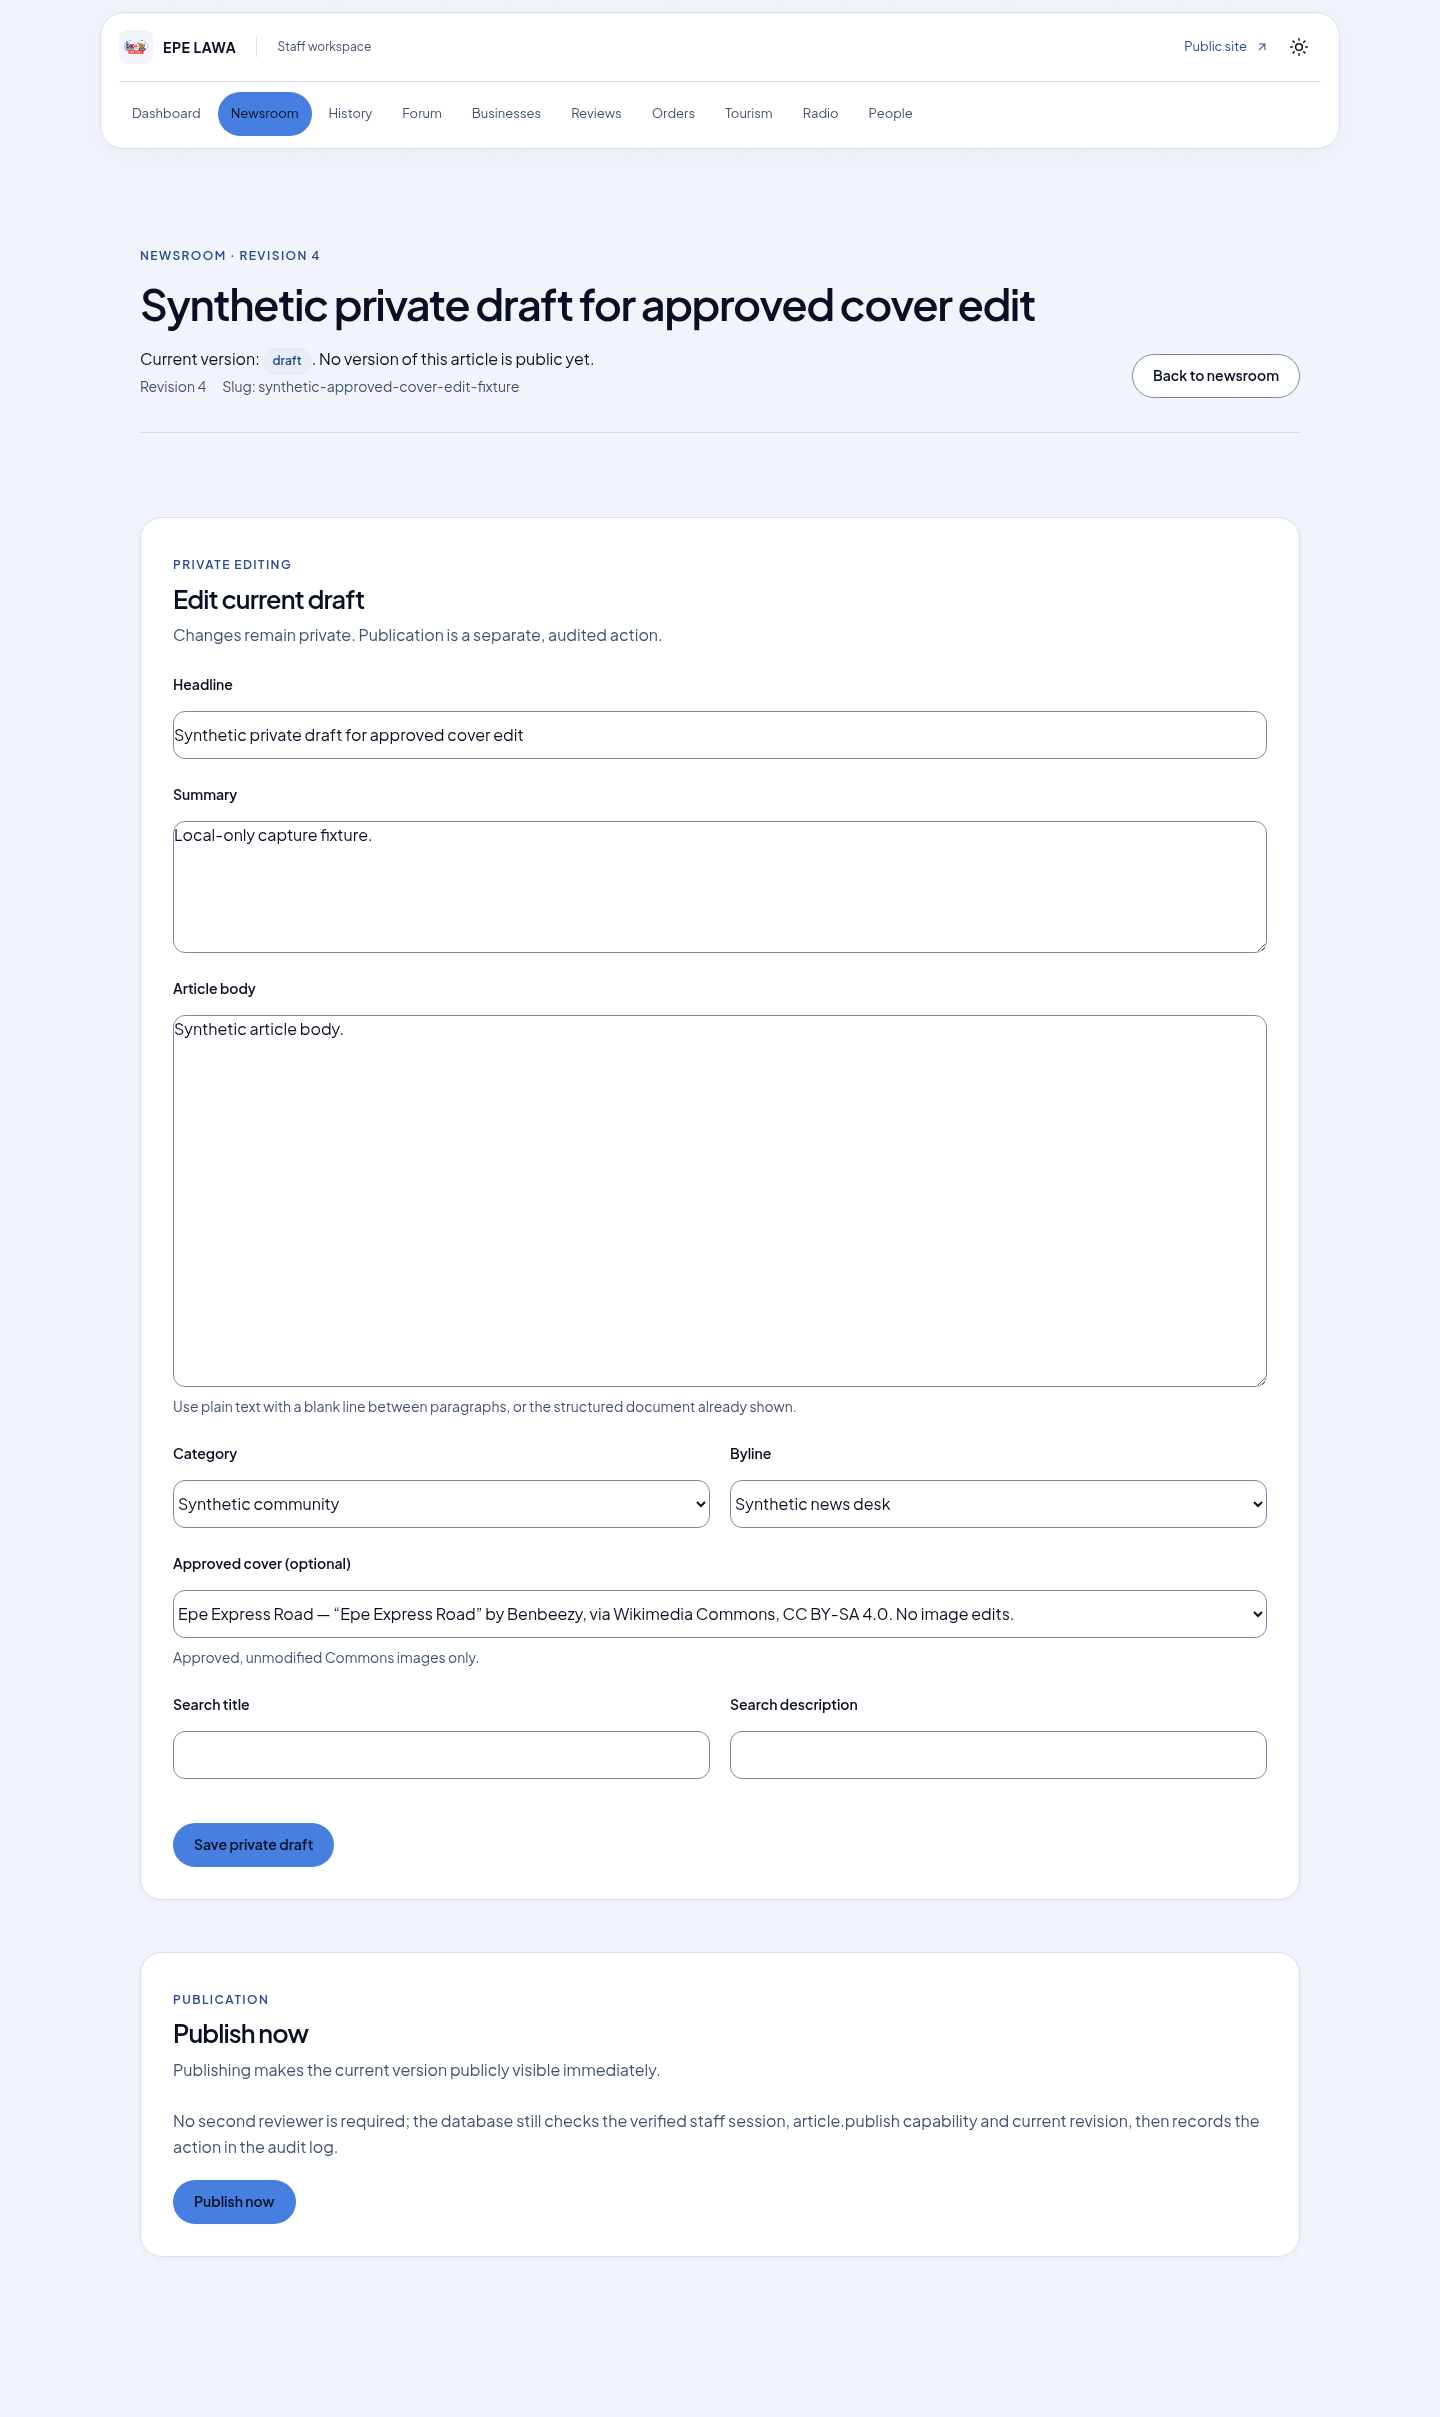 EPE LAWA
Staff workspace
Public site
Dashboard
Newsroom
History
Forum
Businesses
Reviews
Orders
Tourism
Radio
People
NEWSROOM · REVISION 4
Synthetic private draft for approved cover edit
Current version: draft. No version of this article is public yet.
Revision 4 Slug: synthetic-approved-cover-edit-fixture
Back to newsroom
PRIVATE EDITING
Edit current draft
Changes remain private. Publication is a separate, audited action.
Headline
Synthetic private draft for approved cover edit
Summary
Local-only capture fixture.
Article body
Synthetic article body.
Use plain text with a blank line between paragraphs, or the structured document already shown.
Category
Byline
Synthetic community
Synthetic news desk
Approved cover (optional)
Epe Express Road — “Epe Express Road” by Benbeezy, via Wikimedia Commons, CC BY-SA 4.0. No image edits.
Approved, unmodified Commons images only.
Search title
Search description
Save private draft
PUBLICATION
Publish now
Publishing makes the current version publicly visible immediately.
No second reviewer is required; the database still checks the verified staff session, article.publish capability and current revision, then records the
action in the audit log.
Publish now